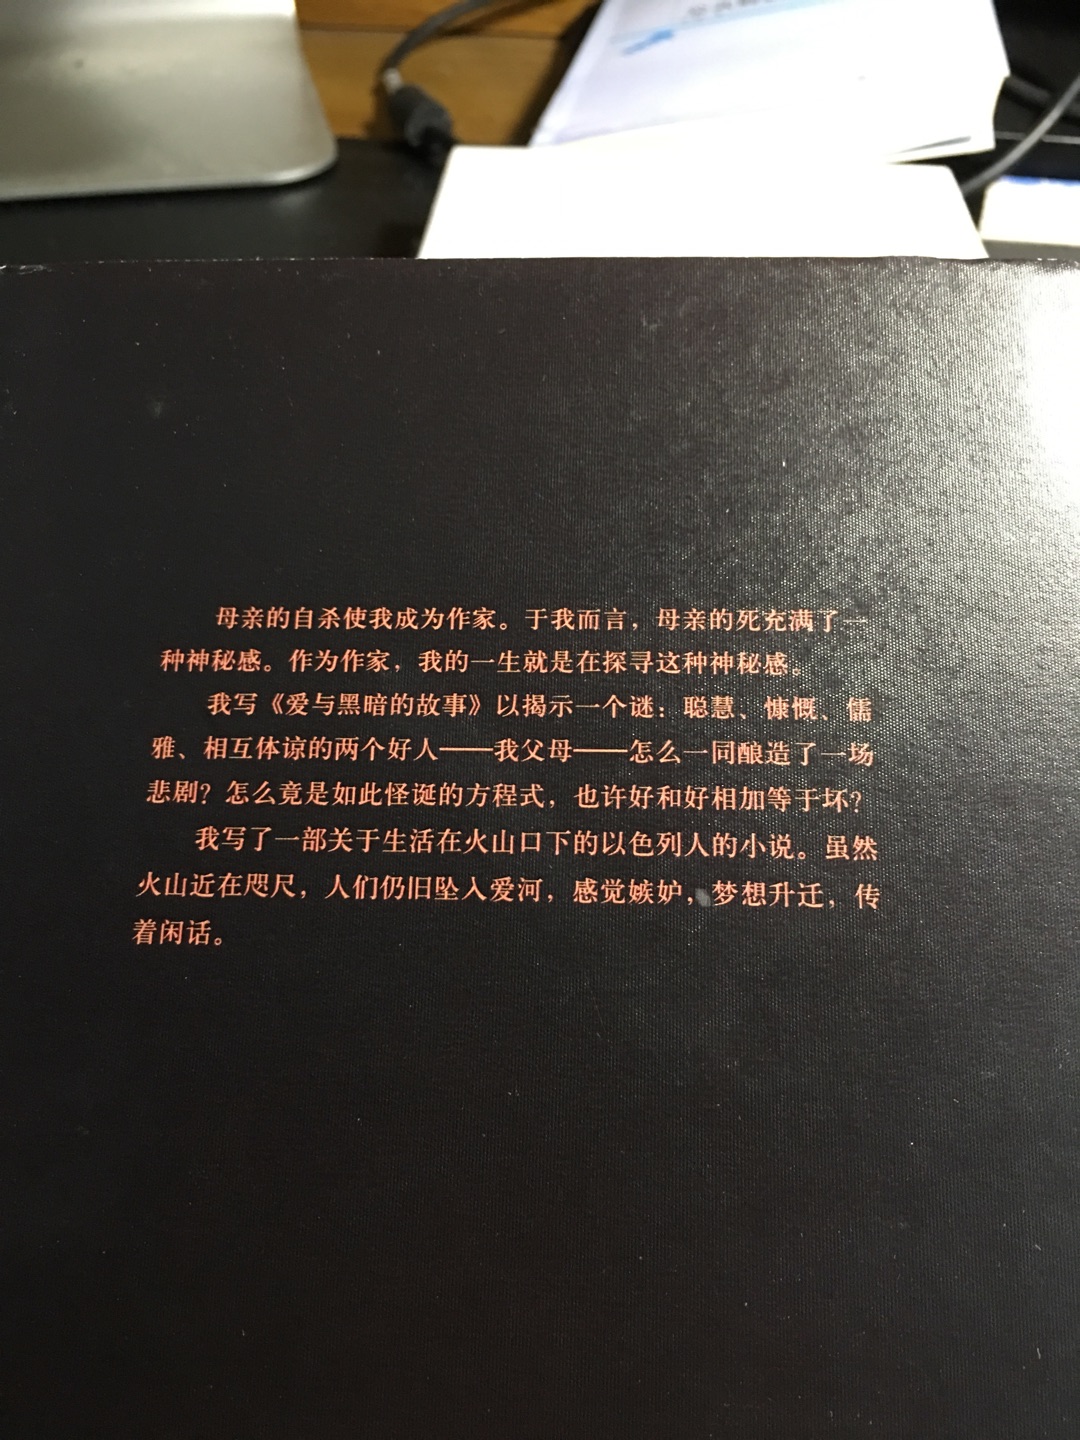 母亲的自杀使我成为作家。于我而言，母亲的死充满了一
种神秘感。作为作家，我的一生就是在探寻这种神秘感。
我写《爱与黑暗的故事》以揭示一个谜：聪慧、慷慨、儒
雅、相互体谅的两个好人——我父母——怎么一同酿造了一场
悲剧？怎么竟是如此怪诞的方程式，也许好和好相加等于坏？
我写了一部关于生活在火山口下的以色列人的小说。虽然
火山近在咫尺，人们仍旧坠入爱河，感觉嫉妒，梦想升迁，传
着闲话。